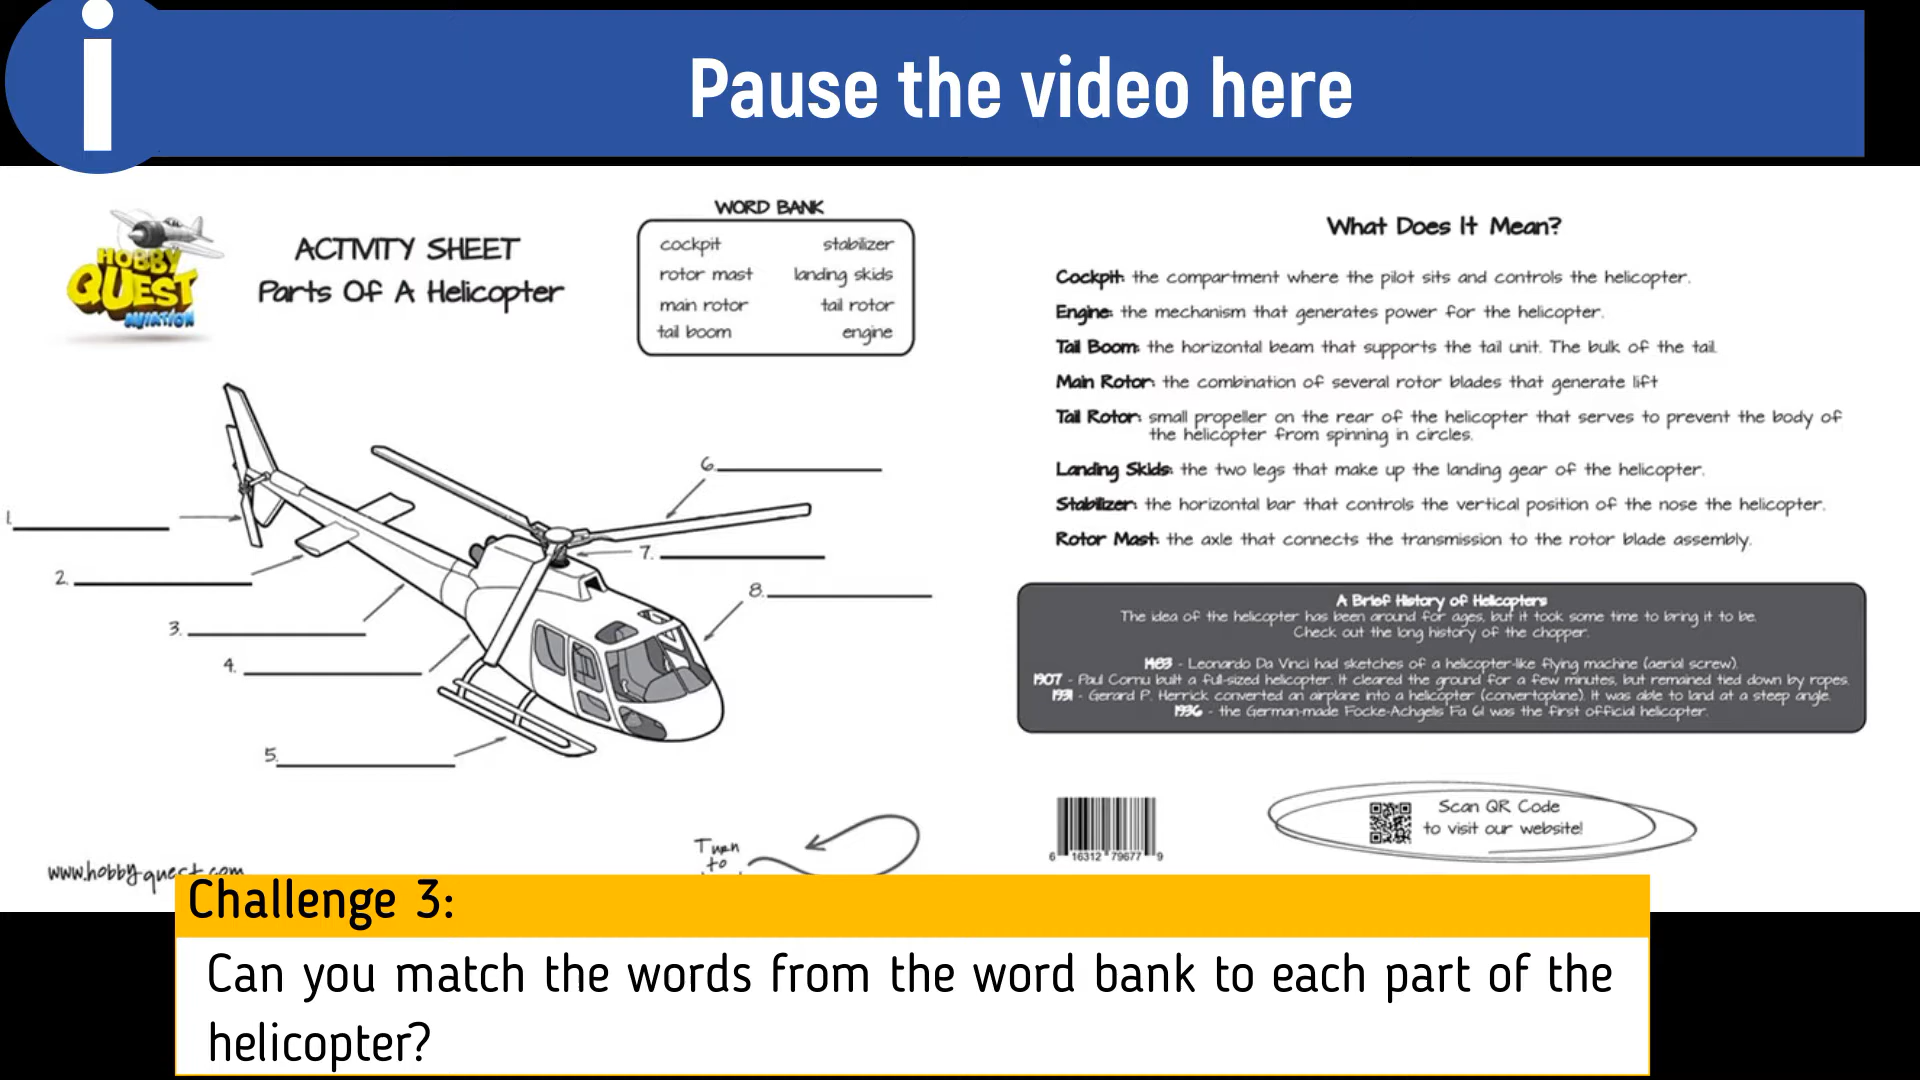 i
Pause the video here
HOBBY
QUEST
AVIATION
ACTIVITY SHEET
Parts Of A Helicopter
WORD BANK
cockpit stabilizer
rotor mast landing skids
main rotor tail rotor
tail boom engine
1.
2.
3.
4.
5.
6.
7.
8.
www.hobbyquest.com
Turn
to
What Does It Mean?
Cockpit: the compartment where the pilot sits and controls the helicopter.
Engine: the mechanism that generates power for the helicopter.
Tail Boom: the horizontal beam that supports the tail unit. The bulk of the tail.
Main Rotor: the combination of several rotor blades that generate lift
Tail Rotor: small propeller on the rear of the helicopter that serves to prevent the body of
the helicopter from spinning in circles.
Landing Skids: the two legs that make up the landing gear of the helicopter.
Stabilizer: the horizontal bar that controls the vertical position of the nose the helicopter.
Rotor Mast: the axle that connects the transmission to the rotor blade assembly.
A Brief History of Helicopters
The idea of the helicopter has been around for ages, but it took some time to bring it to be.
Check out the long history of the chopper.
1483 - Leonardo Da Vinci had sketches of a helicopter-like flying machine (aerial screw).
1907 - Paul Cornu built a full-sized helicopter. It cleared the ground for a few minutes, but remained tied down by ropes.
1931 - Gerard P. Herrick converted an airplane into a helicopter (convertoplane). It was able to land at a steep angle.
1936 - the German-made Focke-Achgelis Fa 61 was the first official helicopter.
6 16312 79677 9
Scan QR Code
to visit our website!
Challenge 3:
Can you match the words from the word bank to each part of the
helicopter?